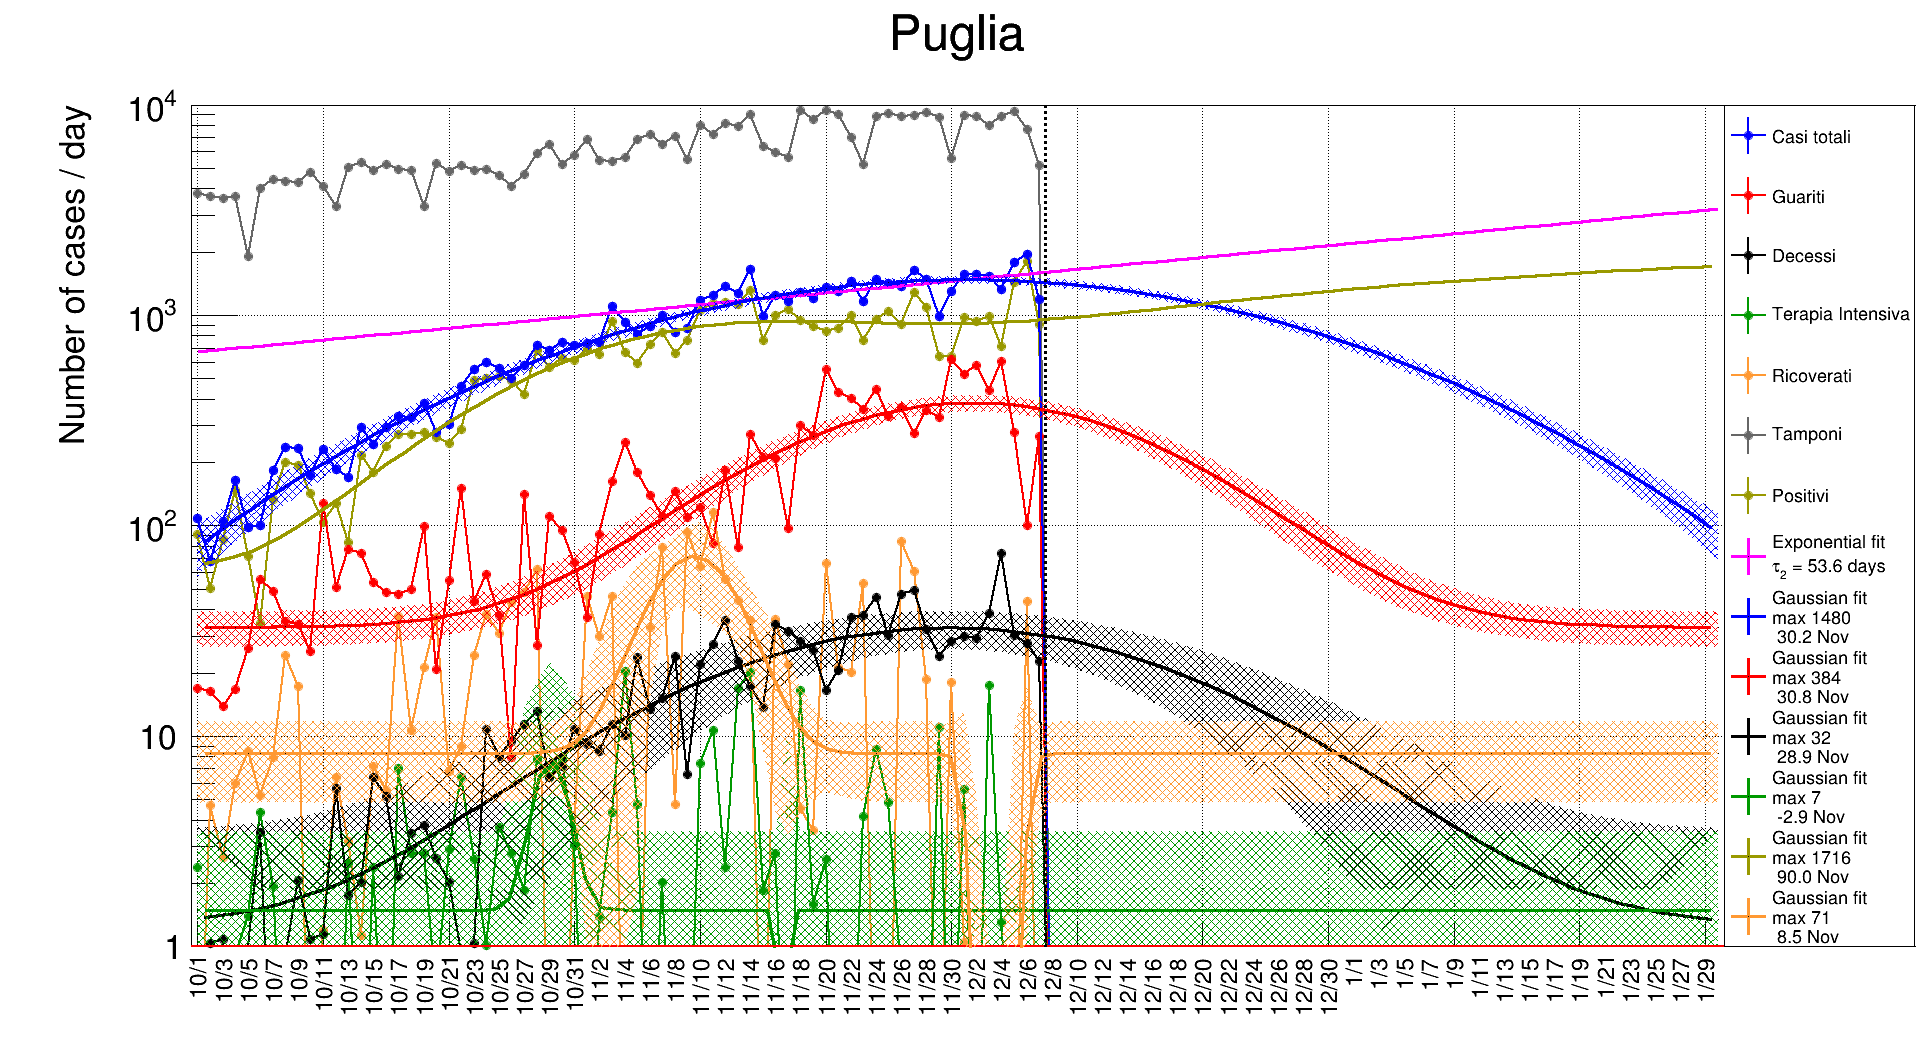 Puglia
Number of cases / day
10^4
10^3
10^2
10
1
10/1 10/3 10/5 10/7 10/9 10/11 10/13 10/15 10/17 10/19 10/21 10/23 10/25 10/27 10/29 10/31 11/2 11/4 11/6 11/8 11/10 11/12 11/14 11/16 11/18 11/20 11/22 11/24 11/26 11/28 11/30 12/2 12/4 12/6 12/8 12/10 12/12 12/14 12/16 12/18 12/20 12/22 12/24 12/26 12/28 12/30 1/1 1/3 1/5 1/7 1/9 1/11 1/13 1/15 1/17 1/19 1/21 1/23 1/25 1/27 1/29
Casi totali
Guariti
Decessi
Terapia Intensiva
Ricoverati
Tamponi
Positivi
Exponential fit
τ2 = 53.6 days
Gaussian fit
max 1480
30.2 Nov
Gaussian fit
max 384
30.8 Nov
Gaussian fit
max 32
28.9 Nov
Gaussian fit
max 7
-2.9 Nov
Gaussian fit
max 1716
90.0 Nov
Gaussian fit
max 71
8.5 Nov